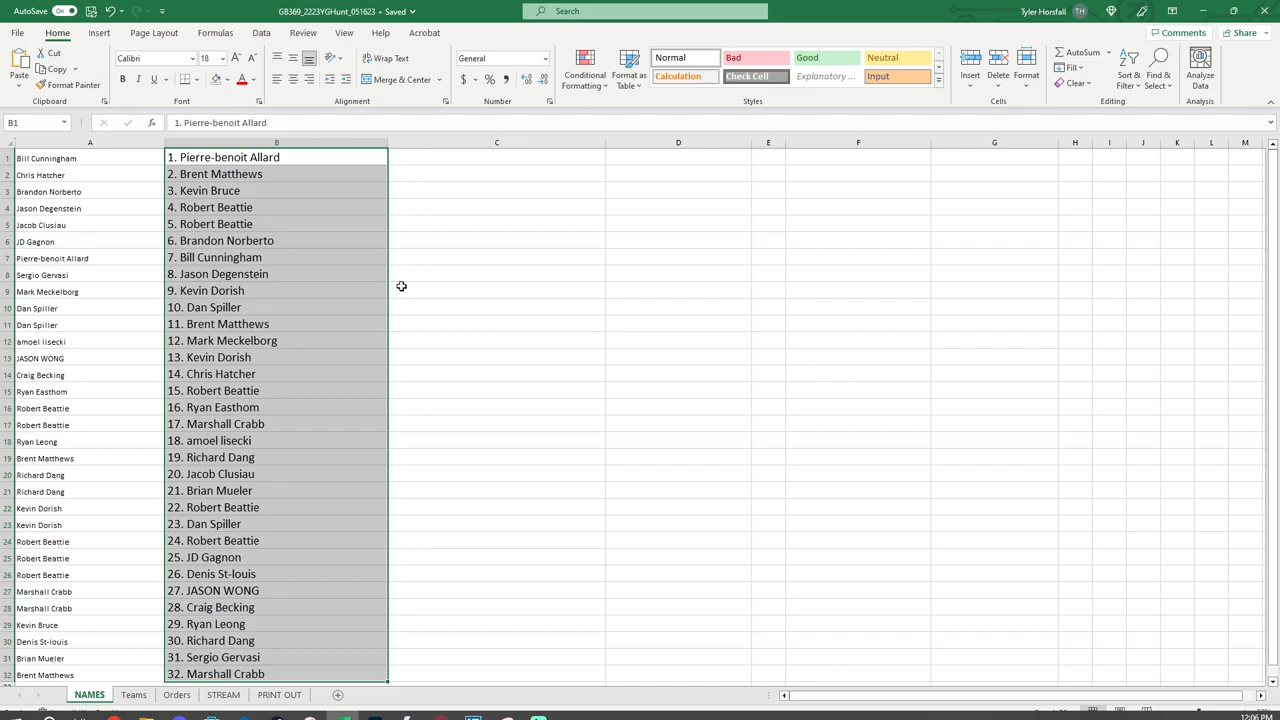 AutoSave On GB369_2223YGHunt_051623 • Saved Search Tyler Horsfall TH
File Home Insert Page Layout Formulas Data Review View Help Acrobat Comments Share
Paste Cut Copy Format Painter Clipboard
Calibri 18 A A B I U A Font
Wrap Text Merge & Center Alignment
General $ % , Number
Conditional Formatting Format as Table
Normal Bad Good Neutral
Calculation Check Cell Explanatory ... Input
Styles
Insert Delete Format Cells
AutoSum Fill Clear Sort & Filter Find & Select Editing
Analyze Data Analysis
B1 fx 1. Pierre-benoit Allard
A B C D E F G H I J K L M
1 Bill Cunningham 1. Pierre-benoit Allard
2 Chris Hatcher 2. Brent Matthews
3 Brandon Norberto 3. Kevin Bruce
4 Jason Degenstein 4. Robert Beattie
5 Jacob Clusiau 5. Robert Beattie
6 JD Gagnon 6. Brandon Norberto
7 Pierre-benoit Allard 7. Bill Cunningham
8 Sergio Gervasi 8. Jason Degenstein
9 Mark Meckelborg 9. Kevin Dorish
10 Dan Spiller 10. Dan Spiller
11 Dan Spiller 11. Brent Matthews
12 amoel lisecki 12. Mark Meckelborg
13 JASON WONG 13. Kevin Dorish
14 Craig Becking 14. Chris Hatcher
15 Ryan Easthom 15. Robert Beattie
16 Robert Beattie 16. Ryan Easthom
17 Robert Beattie 17. Marshall Crabb
18 Ryan Leong 18. amoel lisecki
19 Brent Matthews 19. Richard Dang
20 Richard Dang 20. Jacob Clusiau
21 Richard Dang 21. Brian Mueler
22 Kevin Dorish 22. Robert Beattie
23 Kevin Dorish 23. Dan Spiller
24 Robert Beattie 24. Robert Beattie
25 Robert Beattie 25. JD Gagnon
26 Robert Beattie 26. Denis St-louis
27 Marshall Crabb 27. JASON WONG
28 Marshall Crabb 28. Craig Becking
29 Kevin Bruce 29. Ryan Leong
30 Denis St-louis 30. Richard Dang
31 Brian Mueler 31. Sergio Gervasi
32 Brent Matthews 32. Marshall Crabb
NAMES Teams Orders STREAM PRINT OUT
12:06 PM